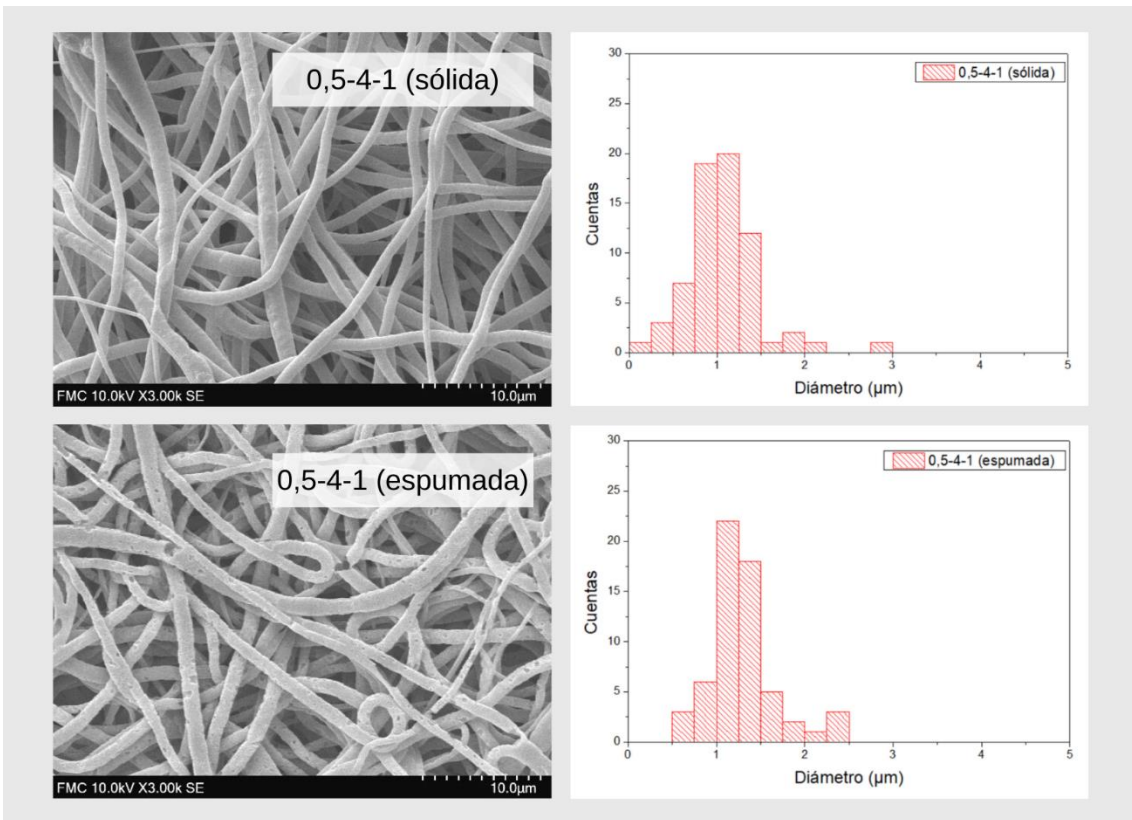 0,5-4-1 (sólida)
FMC 10.0kV X3.00k SE
10.0µm
30
25
20
15
10
5
0
Cuentas
0,5-4-1 (sólida)
0
1
2
3
4
5
Diámetro (µm)
0,5-4-1 (espumada)
FMC 10.0kV X3.00k SE
10.0µm
30
25
20
15
10
5
0
Cuentas
0,5-4-1 (espumada)
0
1
2
3
4
5
Diámetro (µm)